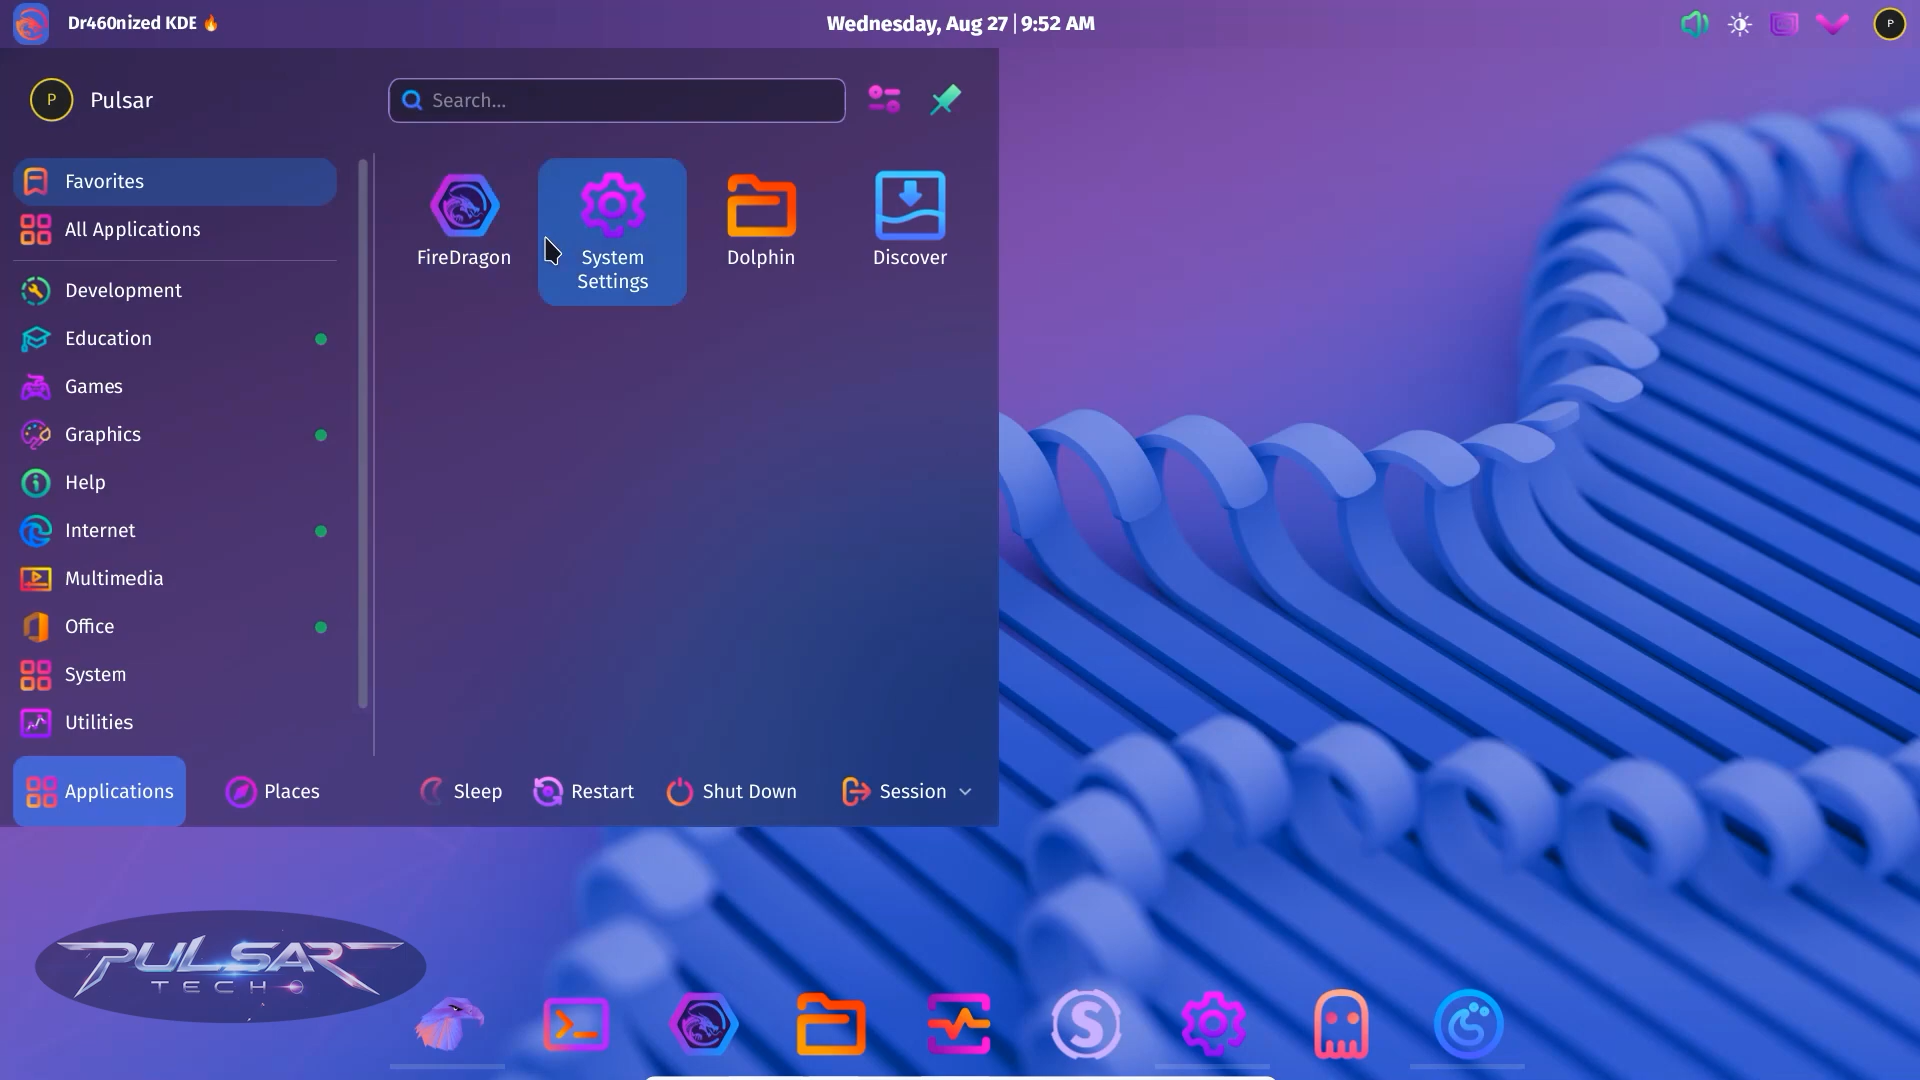 Dr460nized KDE 🔥
Wednesday, Aug 27 | 9:52 AM
P
P
Pulsar
Search...
Favorites
All Applications
Development
Education
Games
Graphics
Help
Internet
Multimedia
Office
System
Utilities
FireDragon
System
Settings
Dolphin
Discover
Applications
Places
Sleep
Restart
Shut Down
Session
PULSAR
TECH
S